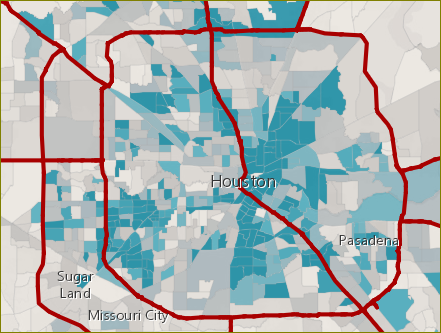 Houston
Pasadena
Sugar
Land
Missouri City